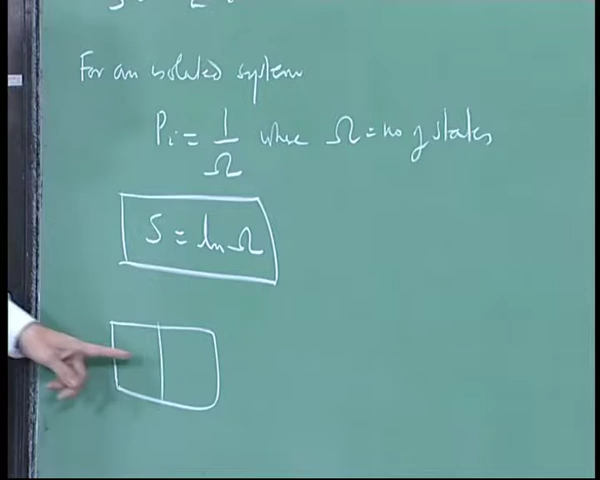 For an isolated system
Pᵢ = 1/Ω where Ω = no of states
S = ln Ω